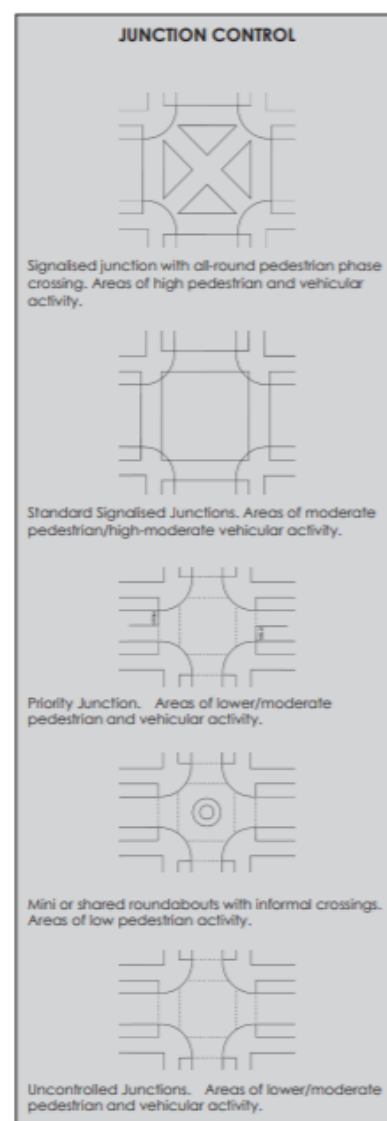 JUNCTION CONTROL
Signalised junction with all-round pedestrian phase
crossing. Areas of high pedestrian and vehicular
activity.
Standard Signalised Junctions. Areas of moderate
pedestrian/high-moderate vehicular activity.
Priority Junction. Areas of lower/moderate
pedestrian and vehicular activity.
Mini or shared roundabouts with informal crossings.
Areas of low pedestrian activity.
Uncontrolled Junctions. Areas of lower/moderate
pedestrian and vehicular activity.